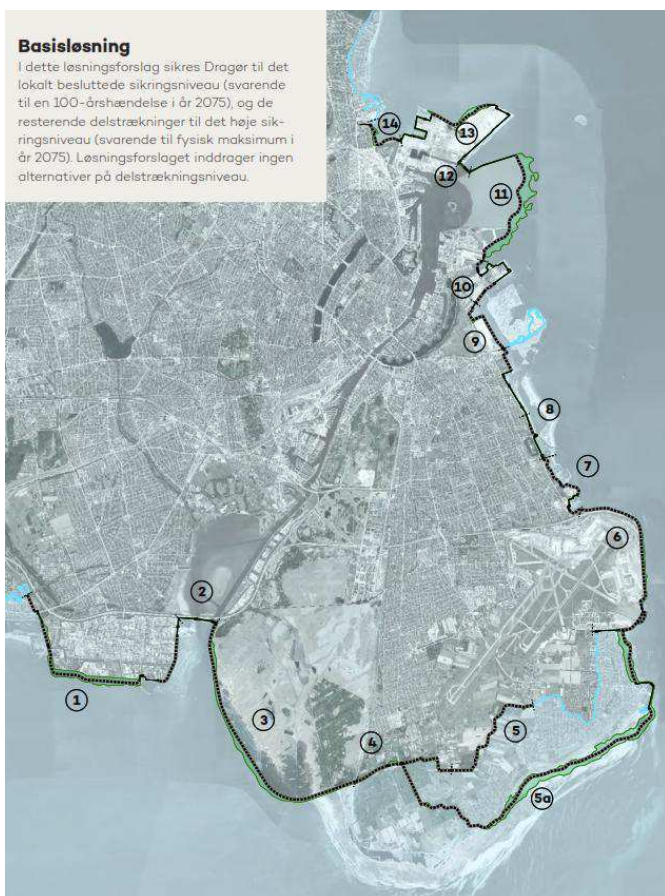 Basisløsning
I dette løsningsforslag sikres Dragør til det
lokalt besluttede sikringsniveau (svarende
til en 100-årshændelse i år 2075), og de
resterende delstrækninger til det høje sik-
ringsniveau (svarende til fysisk maksimum i
år 2075). Løsningsforslaget inddrager ingen
alternativer på delstrækningsniveau.
14
13
12
11
10
9
8
7
6
2
1
3
4
5
5a